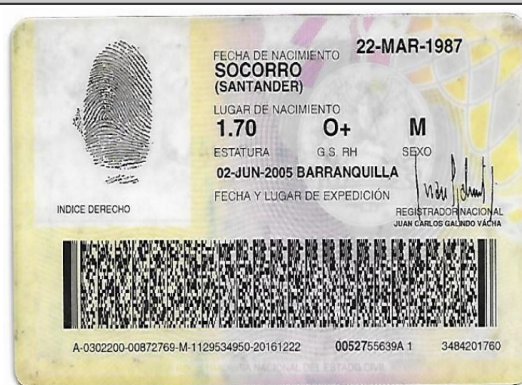 FECHA DE NACIMIENTO 22-MAR-1987
SOCORRO
(SANTANDER)
LUGAR DE NACIMIENTO
1.70 O+ M
ESTATURA G.S. RH SEXO
02-JUN-2005 BARRANQUILLA
FECHA Y LUGAR DE EXPEDICIÓN
INDICE DERECHO
REGISTRADOR NACIONAL
JUAN CARLOS GALINDO VÁCHA
A-0302200-00872769-M-1129534950-20161222 0052755639A 1 3484201760